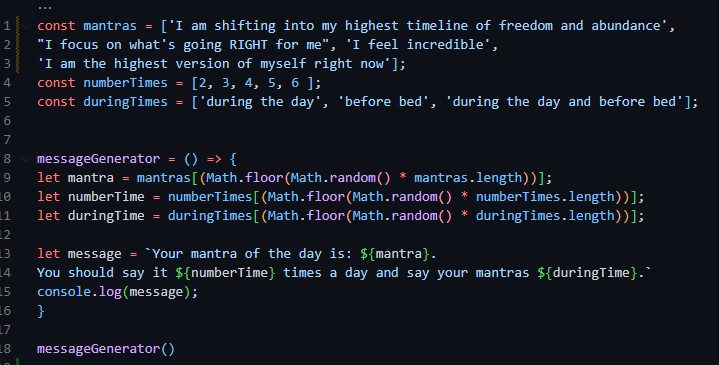 ...
1 const mantras = ['I am shifting into my highest timeline of freedom and abundance',
2 "I focus on what's going RIGHT for me", 'I feel incredible',
3 'I am the highest version of myself right now'];
4 const numberTimes = [2, 3, 4, 5, 6 ];
5 const duringTimes = ['during the day', 'before bed', 'during the day and before bed'];
6
7
8 messageGenerator = () => {
9 let mantra = mantras[(Math.floor(Math.random() * mantras.length))];
10 let numberTime = numberTimes[(Math.floor(Math.random() * numberTimes.length))];
11 let duringTime = duringTimes[(Math.floor(Math.random() * duringTimes.length))];
12
13 let message = `Your mantra of the day is: ${mantra}.
14 You should say it ${numberTime} times a day and say your mantras ${duringTime}.`
15 console.log(message);
16 }
17
18 messageGenerator()